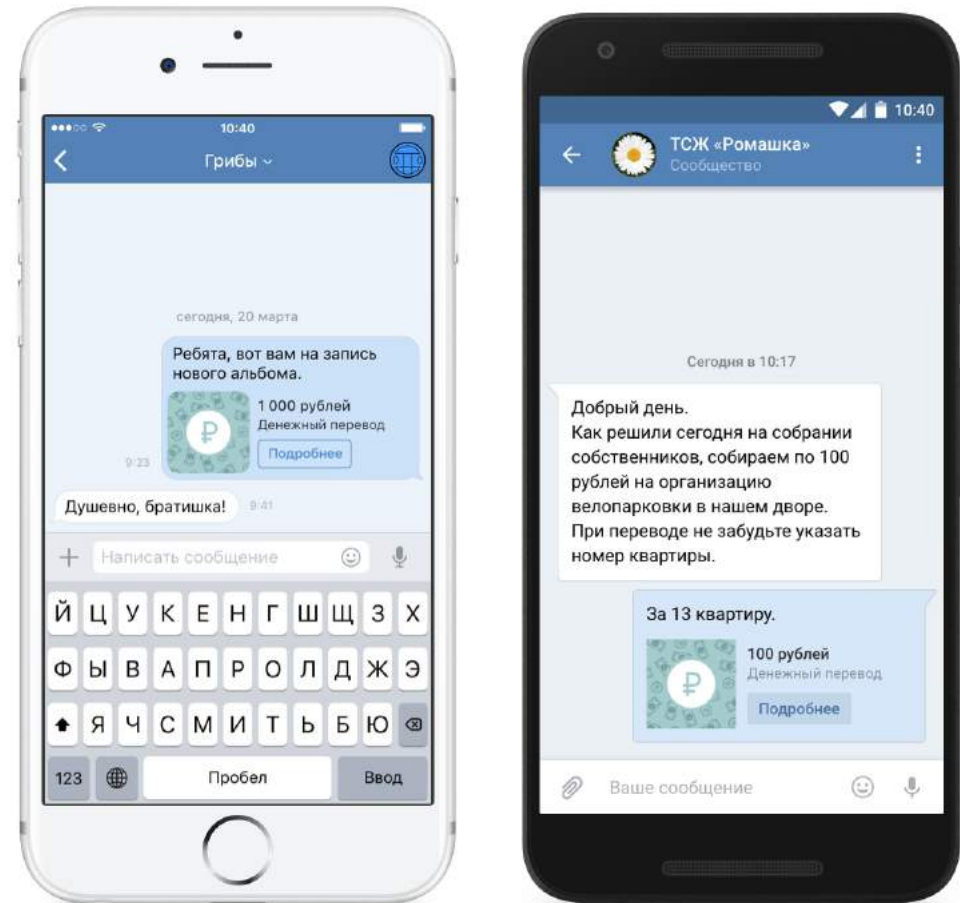 10:40
Грибы
сегодня, 20 марта
Ребята, вот вам на запись
нового альбома.
1 000 рублей
Денежный перевод
Подробнее
9:23
Душевно, братишка!
9:41
Написать сообщение
Й Ц У К Е Н Г Ш Щ З Х
Ф Ы В А П Р О Л Д Ж Э
Я Ч С М И Т Ь Б Ю
123
Пробел
Ввод
10:40
ТСЖ «Ромашка»
Сообщество
Сегодня в 10:17
Добрый день.
Как решили сегодня на собрании
собственников, собираем по 100
рублей на организацию
велопарковки в нашем дворе.
При переводе не забудьте указать
номер квартиры.
За 13 квартиру.
100 рублей
Денежный перевод
Подробнее
Ваше сообщение